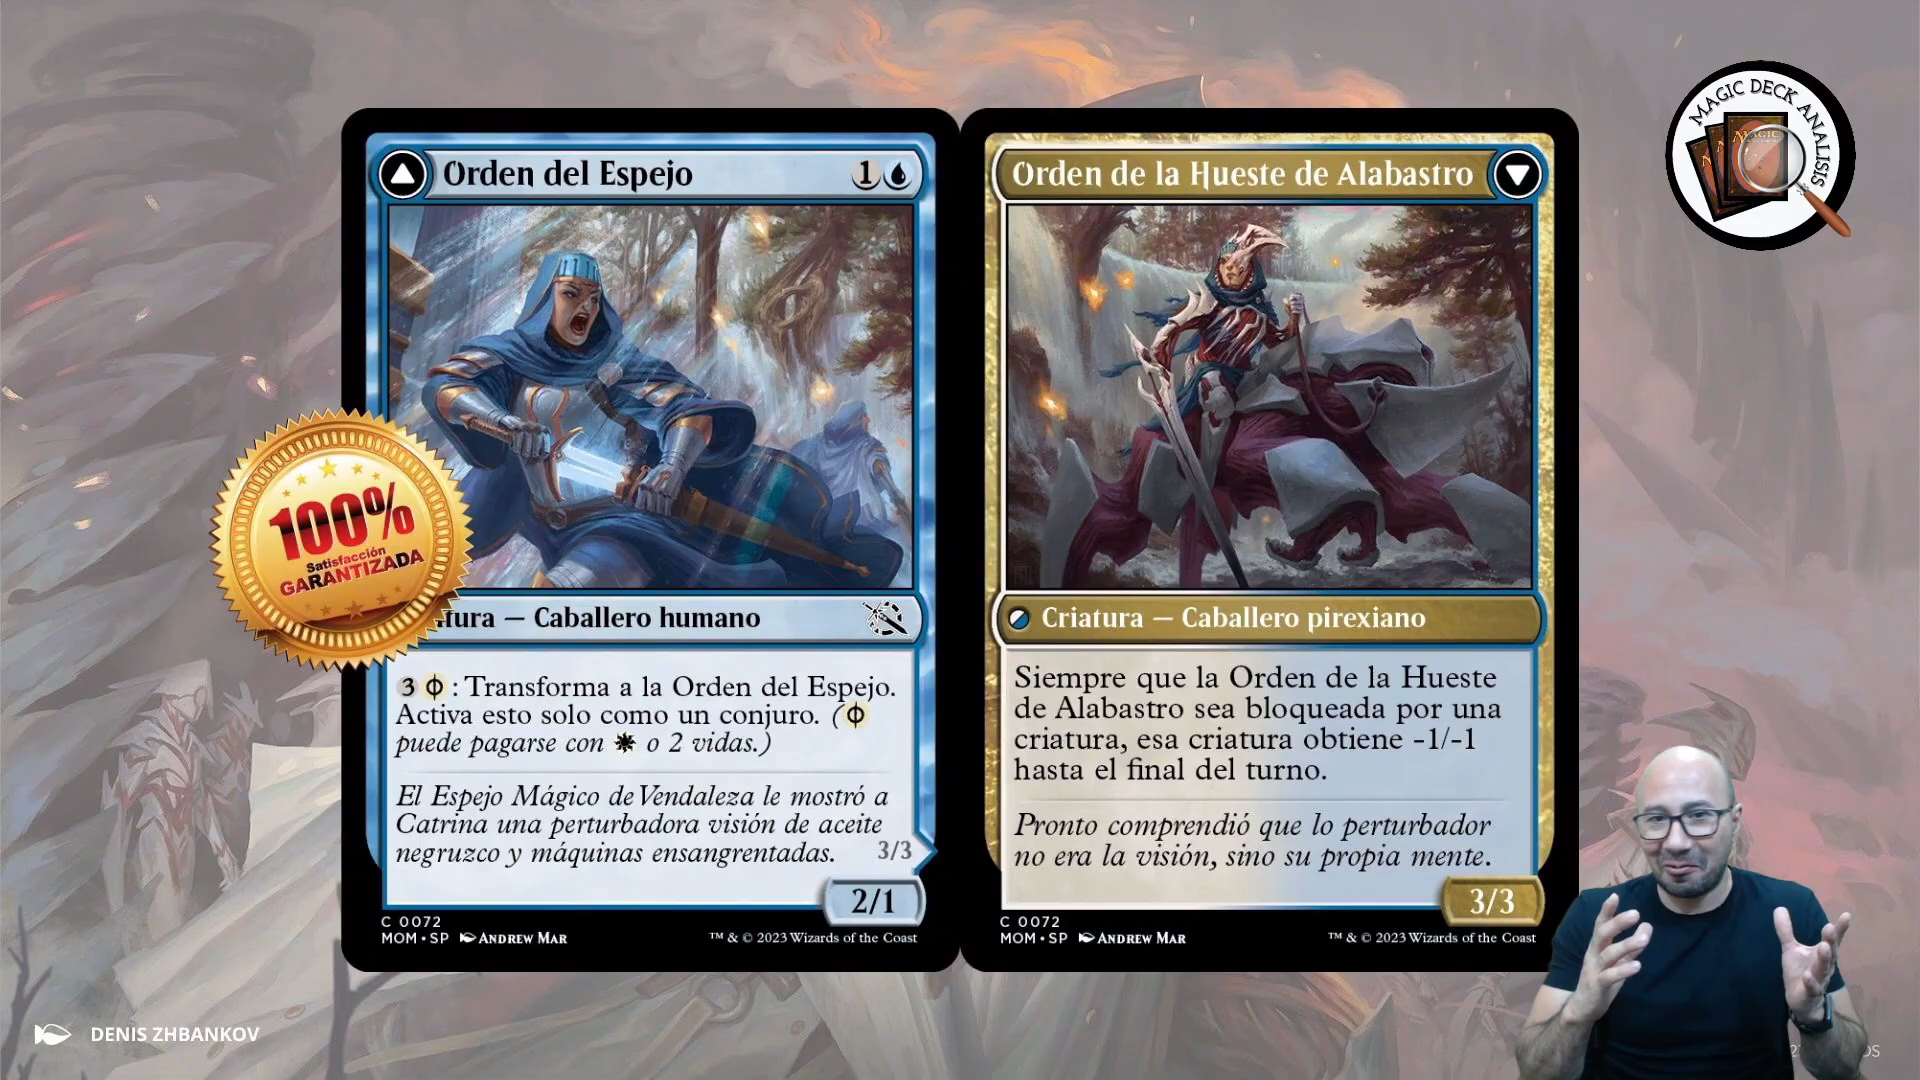 MAGIC DECK ANALISIS
MAGIC
Orden del Espejo
1
100%
Satisfacción
GARANTIZADA
tura — Caballero humano
3 : Transforma a la Orden del Espejo.
Activa esto solo como un conjuro. (
puede pagarse con o 2 vidas.)
El Espejo Mágico de Vendaleza le mostró a
Catrina una perturbadora visión de aceite
negruzco y máquinas ensangrentadas.
3/3
2/1
C 0072
MOM • SP ANDREW MAR
™ & © 2023 Wizards of the Coast
Orden de la Hueste de Alabastro
Criatura — Caballero pirexiano
Siempre que la Orden de la Hueste
de Alabastro sea bloqueada por una
criatura, esa criatura obtiene -1/-1
hasta el final del turno.
Pronto comprendió que lo perturbador
no era la visión, sino su propia mente.
3/3
C 0072
MOM • SP ANDREW MAR
™ & © 2023 Wizards of the Coast
DENIS ZHBANKOV